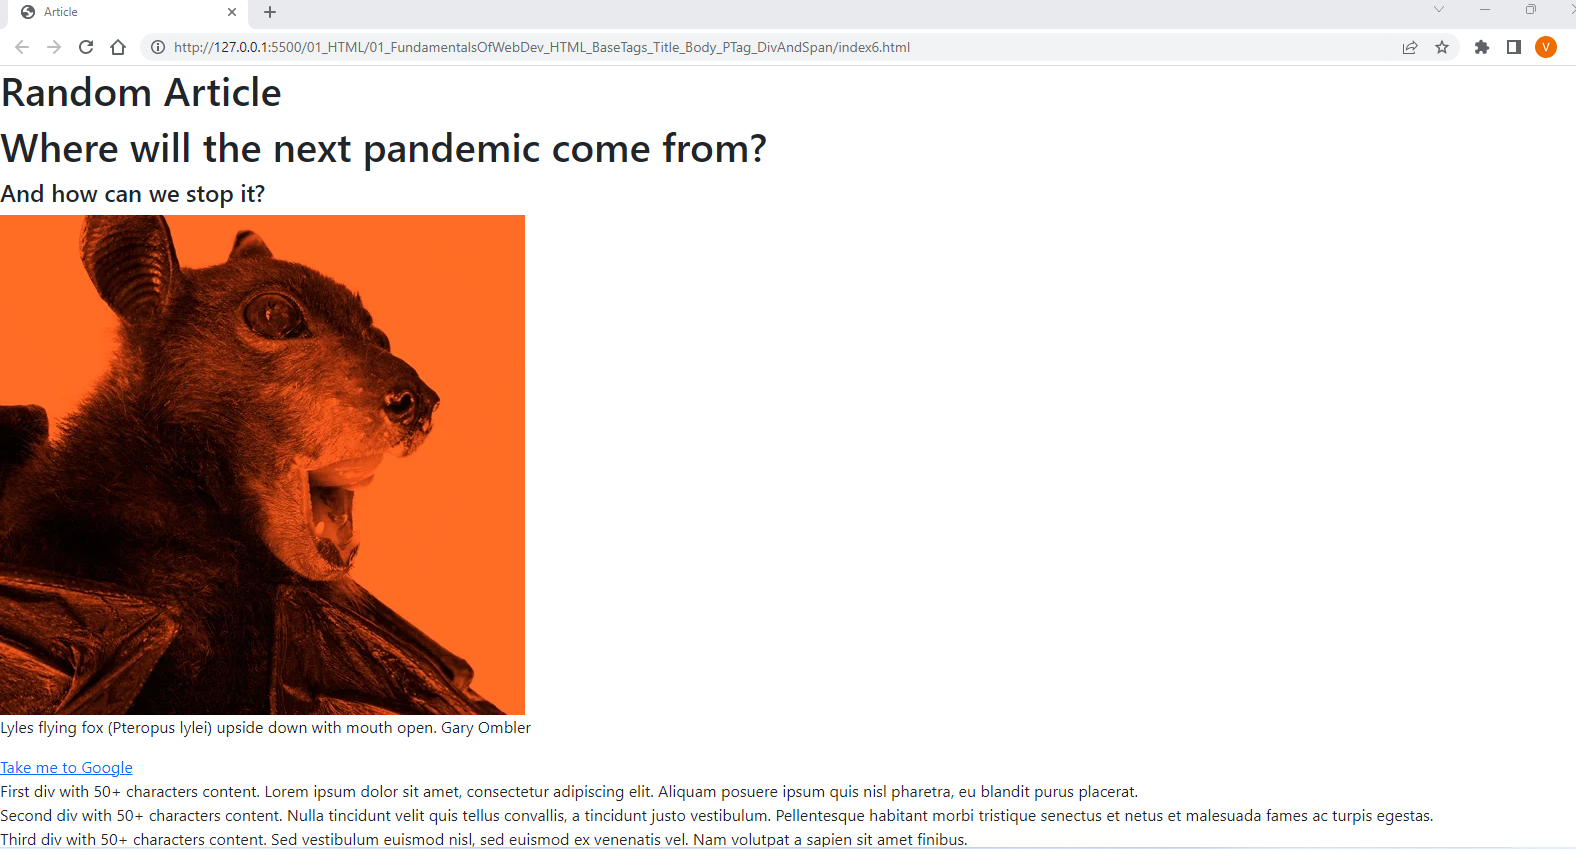 Article
http://127.0.0.1:5500/01_HTML/01_FundamentalsOfWebDev_HTML_BaseTags_Title_Body_PTag_DivAndSpan/index6.html
V
Random Article
Where will the next pandemic come from?
And how can we stop it?
Lyles flying fox (Pteropus lylei) upside down with mouth open. Gary Ombler
Take me to Google
First div with 50+ characters content. Lorem ipsum dolor sit amet, consectetur adipiscing elit. Aliquam posuere ipsum quis nisl pharetra, eu blandit purus placerat.
Second div with 50+ characters content. Nulla tincidunt velit quis tellus convallis, a tincidunt justo vestibulum. Pellentesque habitant morbi tristique senectus et netus et malesuada fames ac turpis egestas.
Third div with 50+ characters content. Sed vestibulum euismod nisl, sed euismod ex venenatis vel. Nam volutpat a sapien sit amet finibus.